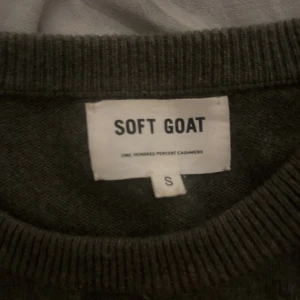 SOFT GOAT
ONE HUNDRED PERCENT CASHMERE
S